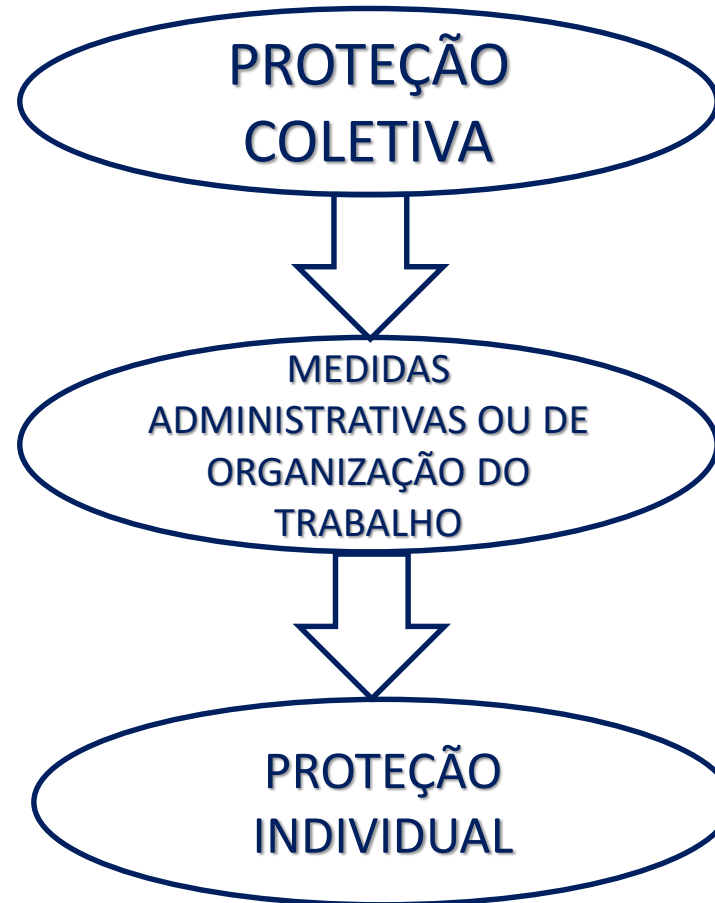 PROTEÇÃO
COLETIVA
MEDIDAS
ADMINISTRATIVAS OU DE
ORGANIZAÇÃO DO
TRABALHO
PROTEÇÃO
INDIVIDUAL